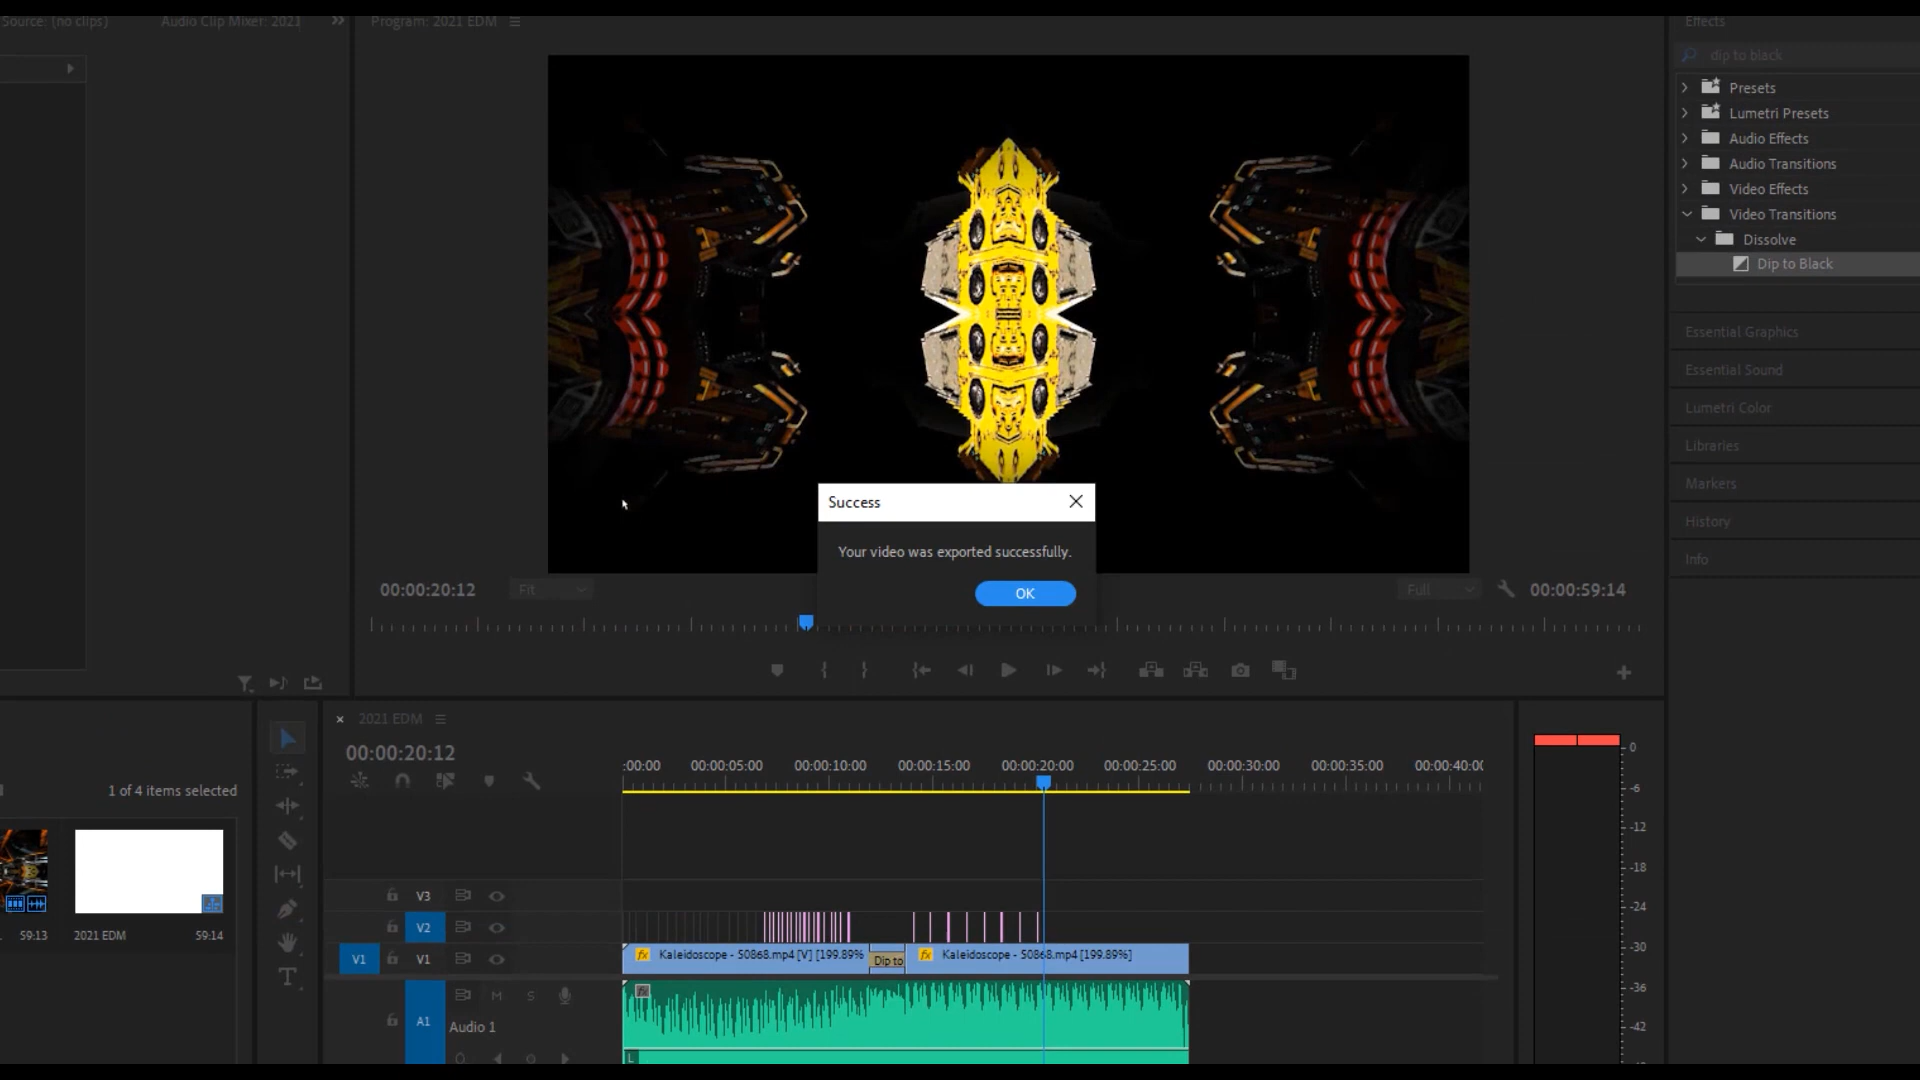 Source: (no clips)
Audio Clip Mixer: 2021
Program: 2021 EDM
Effects
dip to black
Presets
Lumetri Presets
Audio Effects
Audio Transitions
Video Effects
Video Transitions
Dissolve
Dip to Black
Essential Graphics
Essential Sound
Lumetri Color
Libraries
Markers
History
Info
Success
Your video was exported successfully.
OK
00:00:20:12
Fit
Full
00:00:59:14
1 of 4 items selected
59:13
2021 EDM
59:14
2021 EDM
00:00:20:12
:00:00
00:00:05:00
00:00:10:00
00:00:15:00
00:00:20:00
00:00:25:00
00:00:30:00
00:00:35:00
00:00:40:00
V3
V2
V1
V1
fx Kaleidoscope - S0868.mp4 [V] [199.89%
Dip to
fx Kaleidoscope - S0868.mp4 [199.89%]
A1
M
S
Audio 1
fx
L
0
-6
-12
-18
-24
-30
-36
-42